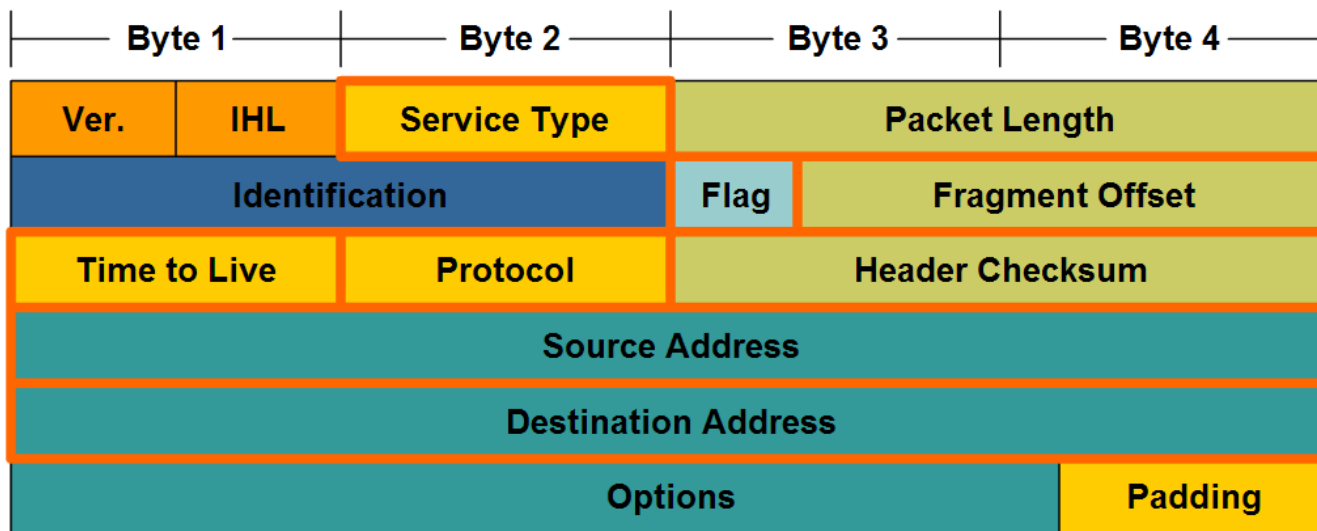 Byte 1 Byte 2 Byte 3 Byte 4
Ver. IHL Service Type Packet Length
Identification Flag Fragment Offset
Time to Live Protocol Header Checksum
Source Address
Destination Address
Options Padding